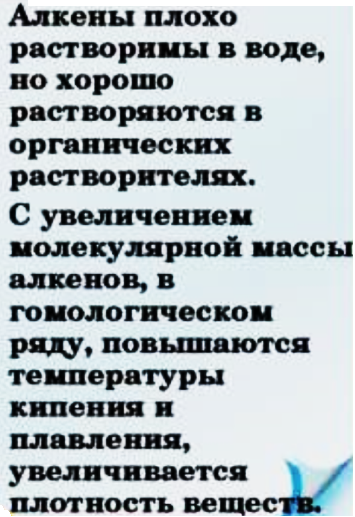 Алкены плохо
растворимы в воде,
но хорошо
растворяются в
органических
растворителях.
С увеличением
молекулярной массы
алкенов, в
гомологическом
ряду, повышаются
температуры
кипения и
плавления,
увеличивается
плотность веществ.